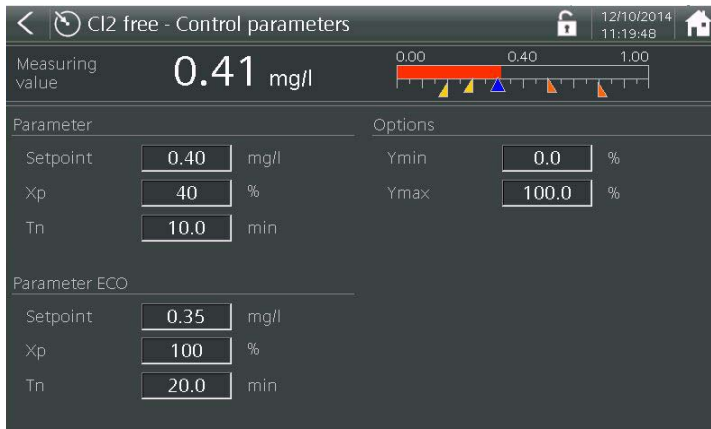 Cl2 free - Control parameters
12/10/2014
11:19:48
Measuring value
0.41 mg/l
0.00 0.40 1.00
Parameter
Setpoint 0.40 mg/l
Xp 40 %
Tn 10.0 min
Options
Ymin 0.0 %
Ymax 100.0 %
Parameter ECO
Setpoint 0.35 mg/l
Xp 100 %
Tn 20.0 min